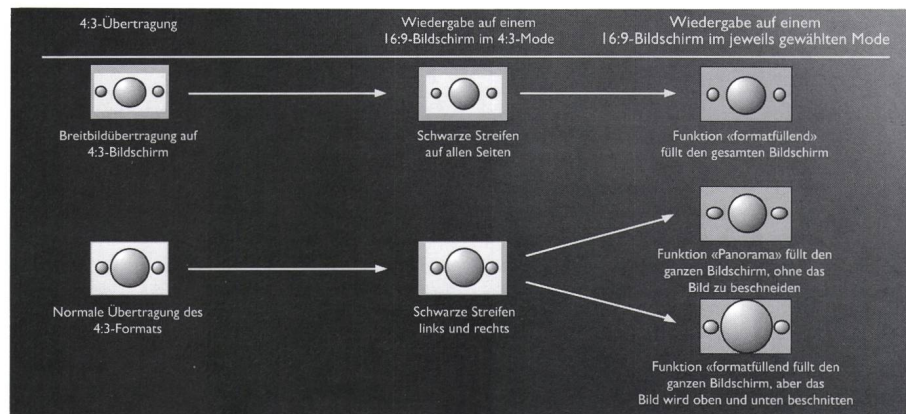 4:3-Übertragung
Wiedergabe auf einem
16:9-Bildschirm im 4:3-Mode
Wiedergabe auf einem
16:9-Bildschirm im jeweils gewählten Mode
Breitbildübertragung auf
4:3-Bildschirm
Schwarze Streifen
auf allen Seiten
Funktion «formatfüllend»
füllt den gesamten Bildschirm
Normale Übertragung des
4:3-Formats
Schwarze Streifen
links und rechts
Funktion «Panorama» füllt den
ganzen Bildschirm, ohne das
Bild zu beschneiden
Funktion «formatfüllend füllt den
ganzen Bildschirm, aber das
Bild wird oben und unten beschnitten